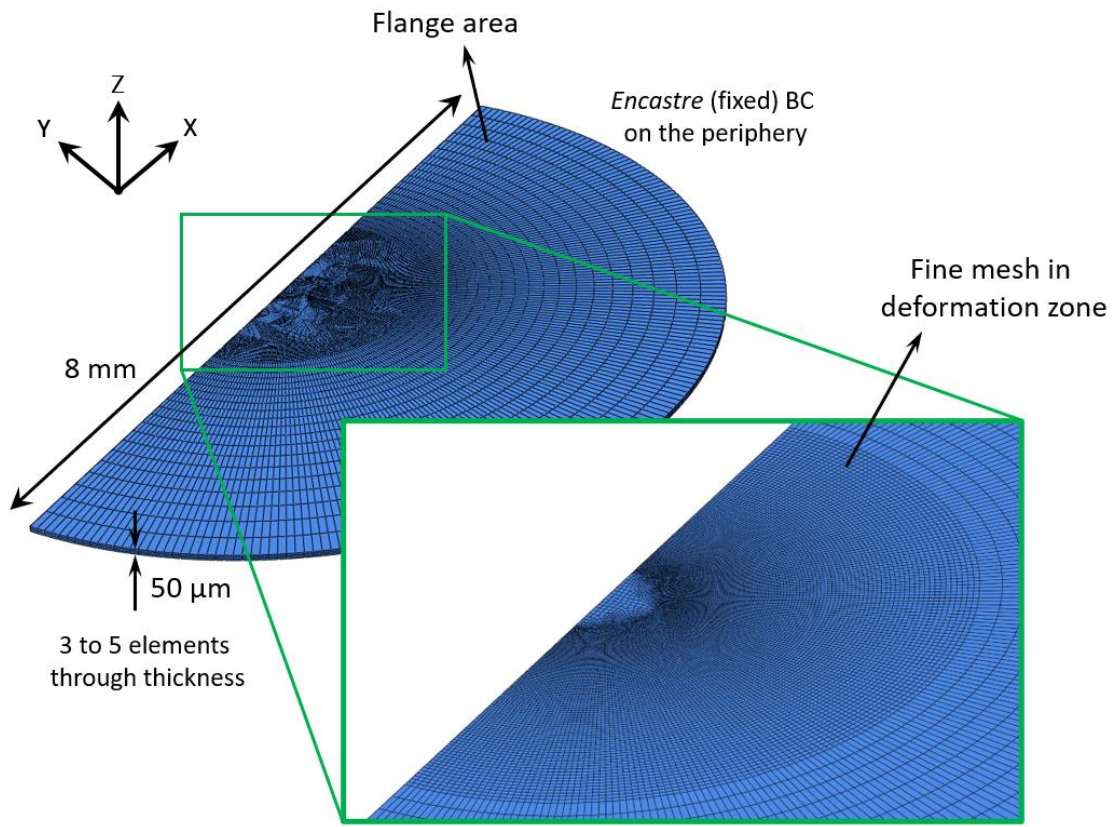 Flange area
Encastre (fixed) BC
on the periphery
Z
Y
X
Fine mesh in
deformation zone
8 mm
50 μm
3 to 5 elements
through thickness